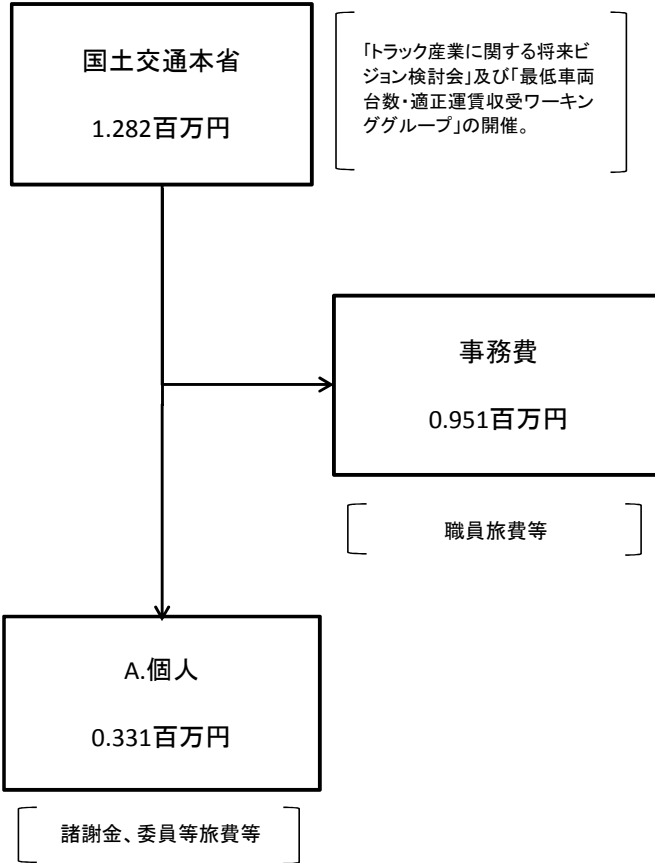 国土交通本省
1.282百万円
「トラック産業に関する将来ビ
ジョン検討会」及び「最低車両
台数・適正運賃収受ワーキン
ググループ」の開催。
事務費
0.951百万円
職員旅費等
A.個人
0.331百万円
諸謝金、委員等旅費等